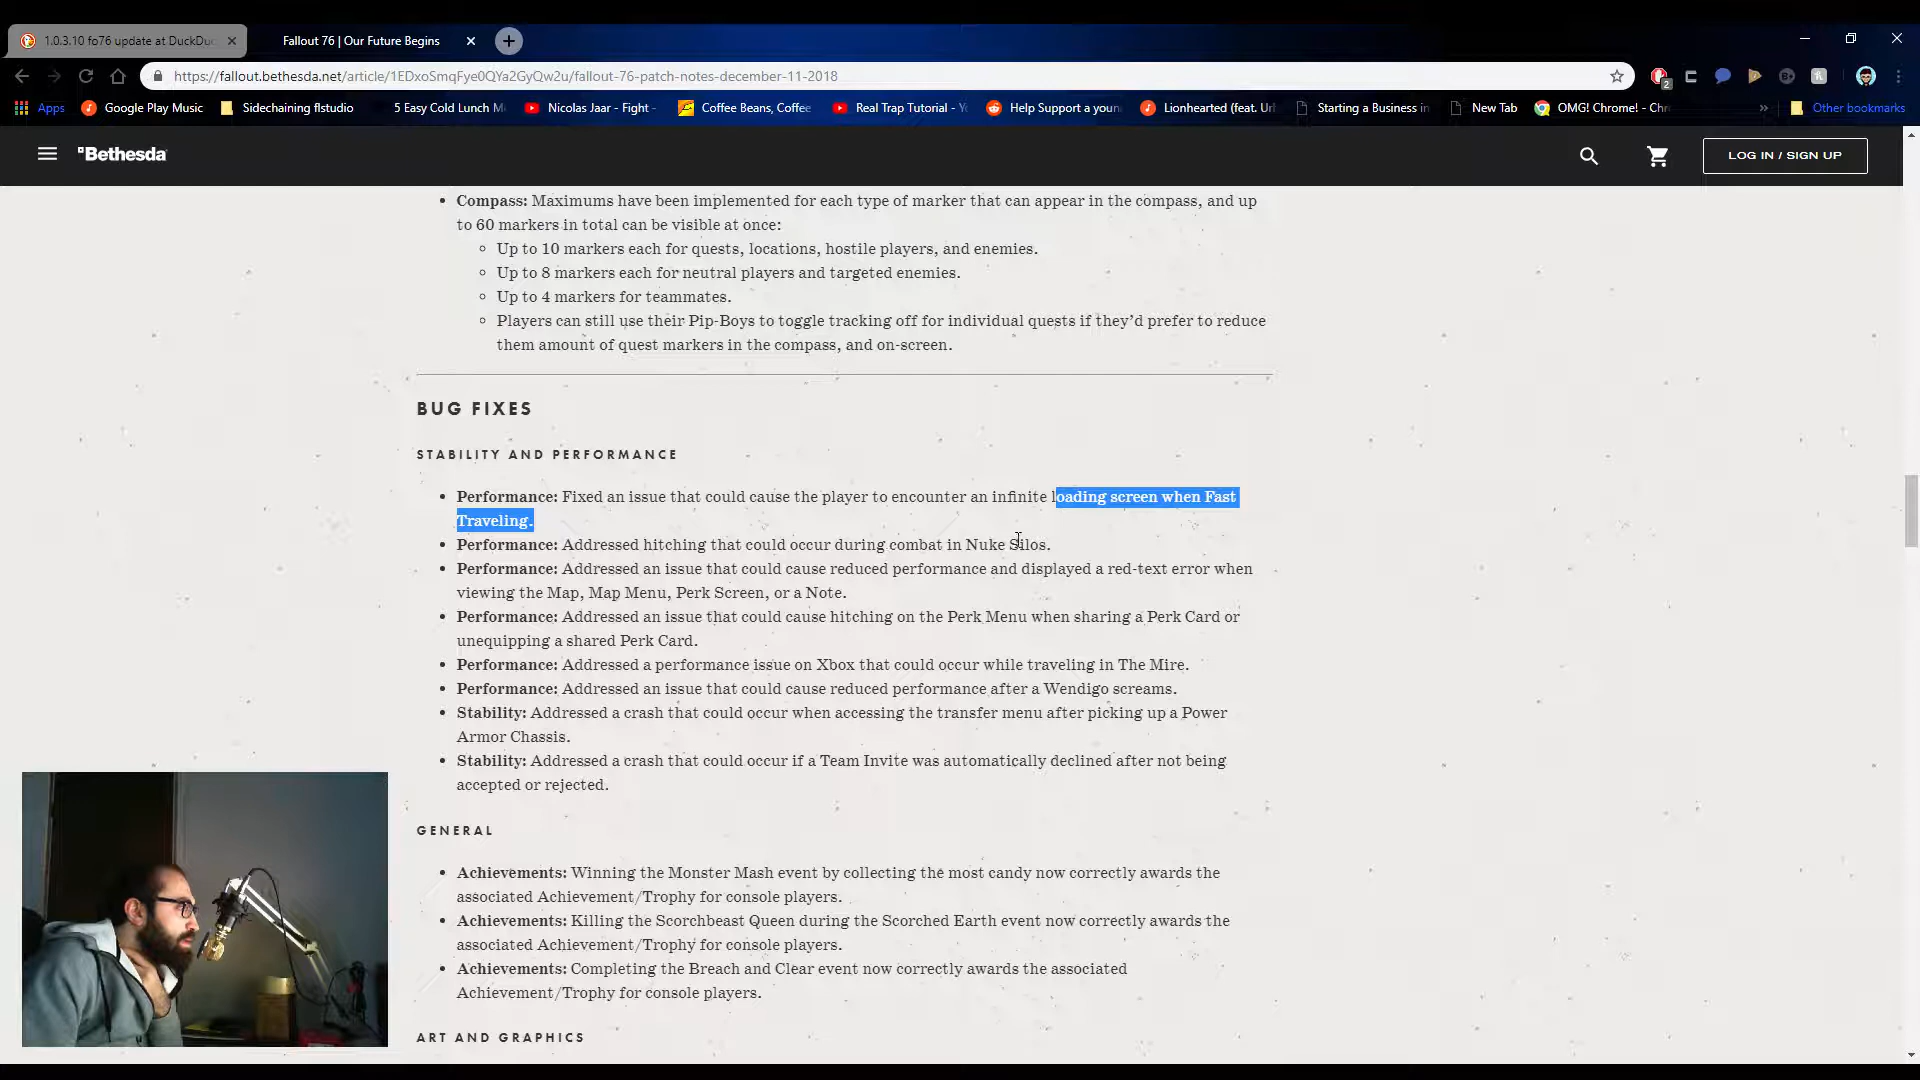 1.0.3.10 fo76 update at DuckDuc
Fallout 76 | Our Future Begins
https://fallout.bethesda.net/article/1EDxoSmqFye0QYa2GyQw2u/fallout-76-patch-notes-december-11-2018
2
Apps
Google Play Music
Sidechaining flstudio
5 Easy Cold Lunch M
Nicolas Jaar - Fight -
Coffee Beans, Coffee
Real Trap Tutorial - Y
Help Support a youn
Lionhearted (feat. Url
Starting a Business in
New Tab
OMG! Chrome! - Chr
Other bookmarks
Bethesda
LOG IN / SIGN UP
• Compass: Maximums have been implemented for each type of marker that can appear in the compass, and up
to 60 markers in total can be visible at once:
Up to 10 markers each for quests, locations, hostile players, and enemies.
Up to 8 markers each for neutral players and targeted enemies.
Up to 4 markers for teammates.
Players can still use their Pip-Boys to toggle tracking off for individual quests if they’d prefer to reduce
them amount of quest markers in the compass, and on-screen.
BUG FIXES
STABILITY AND PERFORMANCE
• Performance: Fixed an issue that could cause the player to encounter an infinite loading screen when Fast
Traveling.
• Performance: Addressed hitching that could occur during combat in Nuke Silos.
• Performance: Addressed an issue that could cause reduced performance and displayed a red-text error when
viewing the Map, Map Menu, Perk Screen, or a Note.
• Performance: Addressed an issue that could cause hitching on the Perk Menu when sharing a Perk Card or
unequipping a shared Perk Card.
• Performance: Addressed a performance issue on Xbox that could occur while traveling in The Mire.
• Performance: Addressed an issue that could cause reduced performance after a Wendigo screams.
• Stability: Addressed a crash that could occur when accessing the transfer menu after picking up a Power
Armor Chassis.
• Stability: Addressed a crash that could occur if a Team Invite was automatically declined after not being
accepted or rejected.
GENERAL
• Achievements: Winning the Monster Mash event by collecting the most candy now correctly awards the
associated Achievement/Trophy for console players.
• Achievements: Killing the Scorchbeast Queen during the Scorched Earth event now correctly awards the
associated Achievement/Trophy for console players.
• Achievements: Completing the Breach and Clear event now correctly awards the associated
Achievement/Trophy for console players.
ART AND GRAPHICS